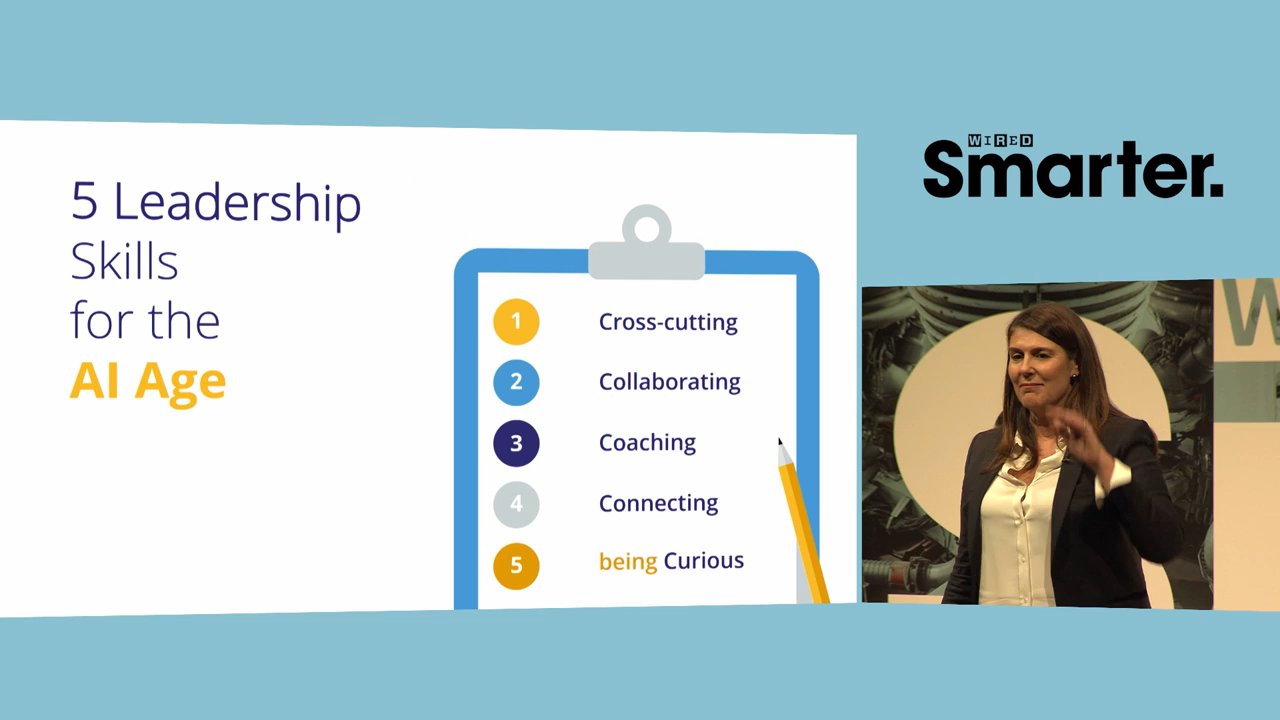 5 Leadership
Skills
for the
AI Age
1 Cross-cutting
2 Collaborating
3 Coaching
4 Connecting
5 being Curious
WIRED
Smarter.
W